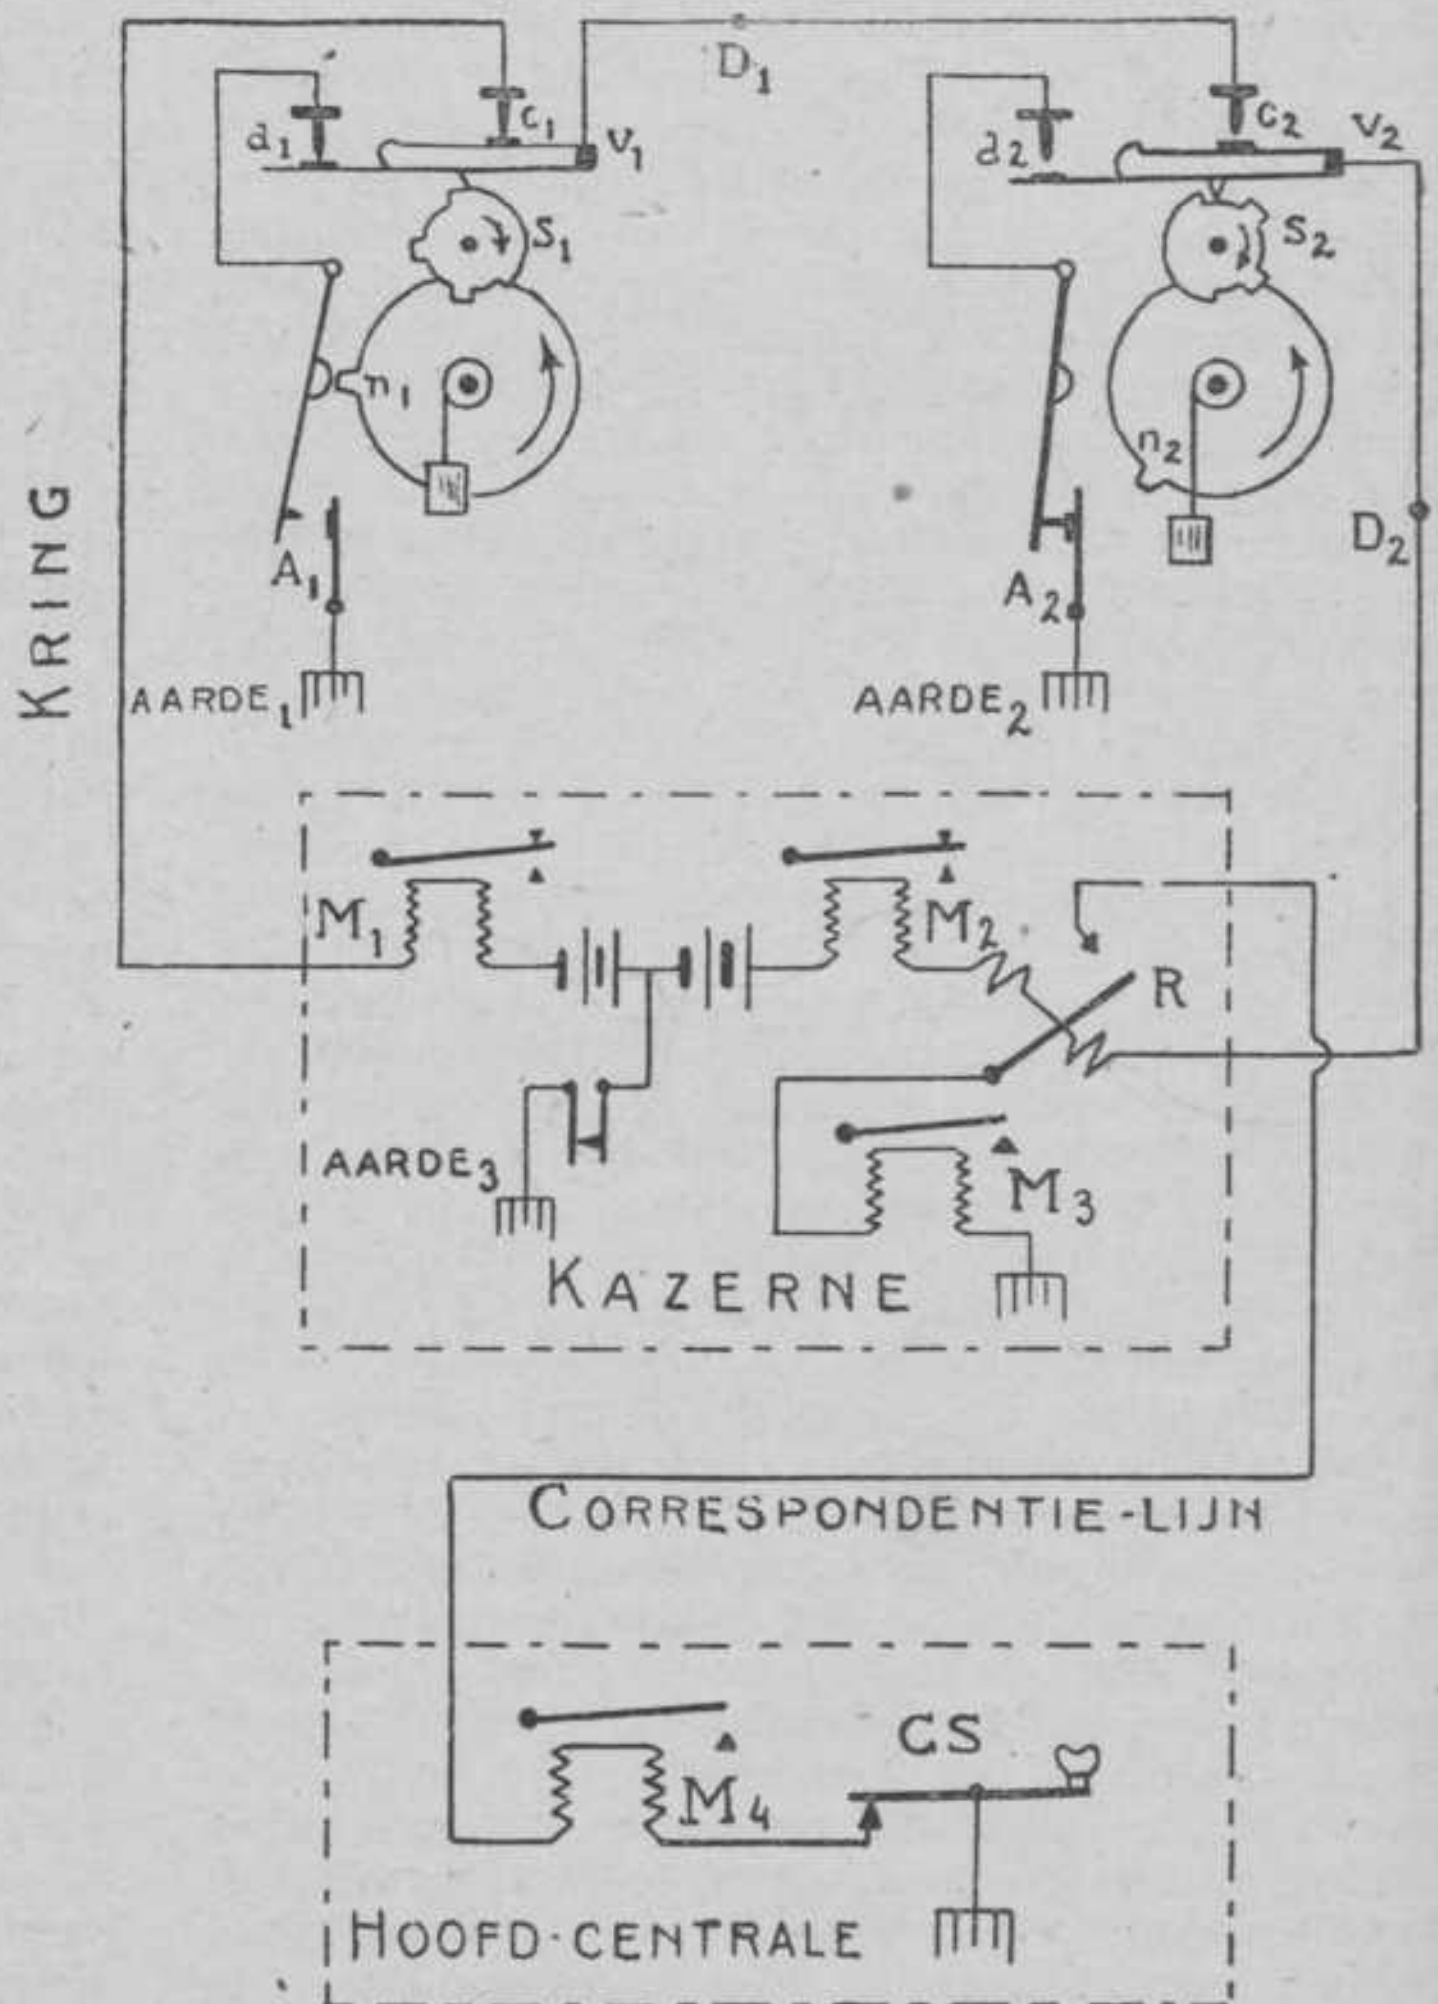 D₁
d₁
C₁
V₁
d₂
C₂
V₂
S₁
S₂
n₁
n₂
KRING
D₂
A₁
A₂
AARDE₁
AARDE₂
M₁
M₂
R
AARDE₃
M₃
KAZERNE
CORRESPONDENTIE-LIJN
CS
M₄
HOOFD-CENTRALE